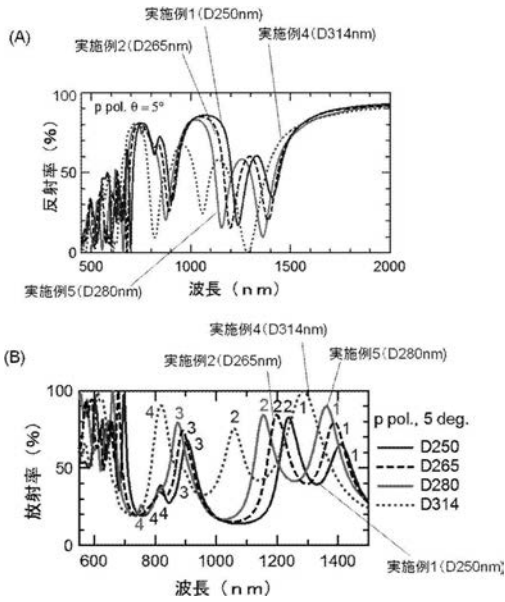 (A)
実施例1(D250nm)
実施例4(D314nm)
実施例2(D265nm)
100
p pol. θ = 5°
50
0
反射率(%)
450
1000
1500
2000
実施例5(D280nm)
波長(nm)
実施例4(D314nm)
(B)
実施例2(D265nm)
実施例5(D280nm)
100
50
0
放射率(%)
4 3 2 2 2 2 1 1
3 3 1 1
4 4 4 3
p pol., 5 deg.
D250
D265
D280
D314
600
800
1000
1200
1400
実施例1(D250nm)
波長(nm)